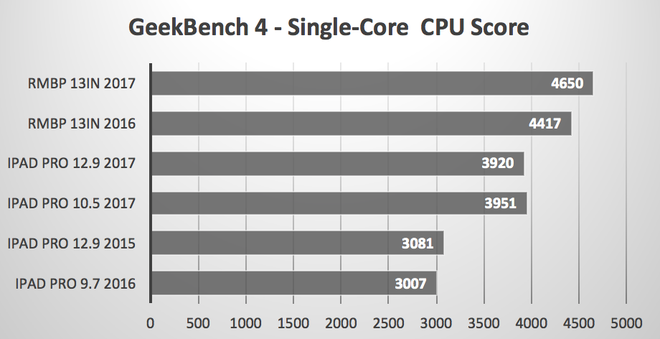 GeekBench 4 - Single-Core CPU Score
RMBP 13IN 2017
4650
RMBP 13IN 2016
4417
IPAD PRO 12.9 2017
3920
IPAD PRO 10.5 2017
3951
IPAD PRO 12.9 2015
3081
IPAD PRO 9.7 2016
3007
0 500 1000 1500 2000 2500 3000 3500 4000 4500 5000